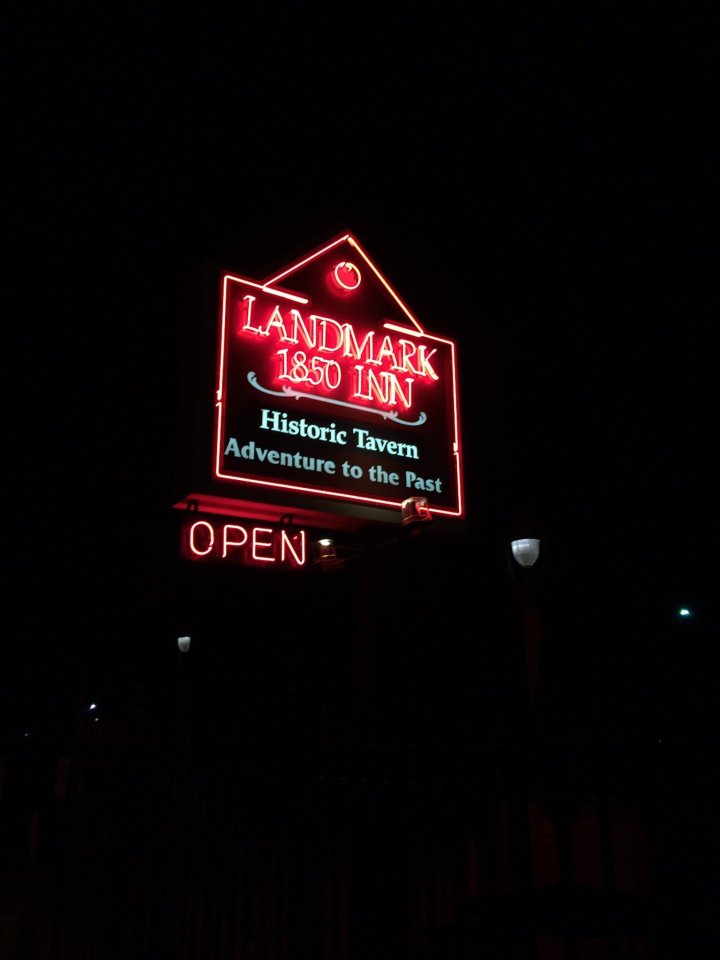 LANDMARK
1850 INN
Historic Tavern
Adventure to the Past
OPEN